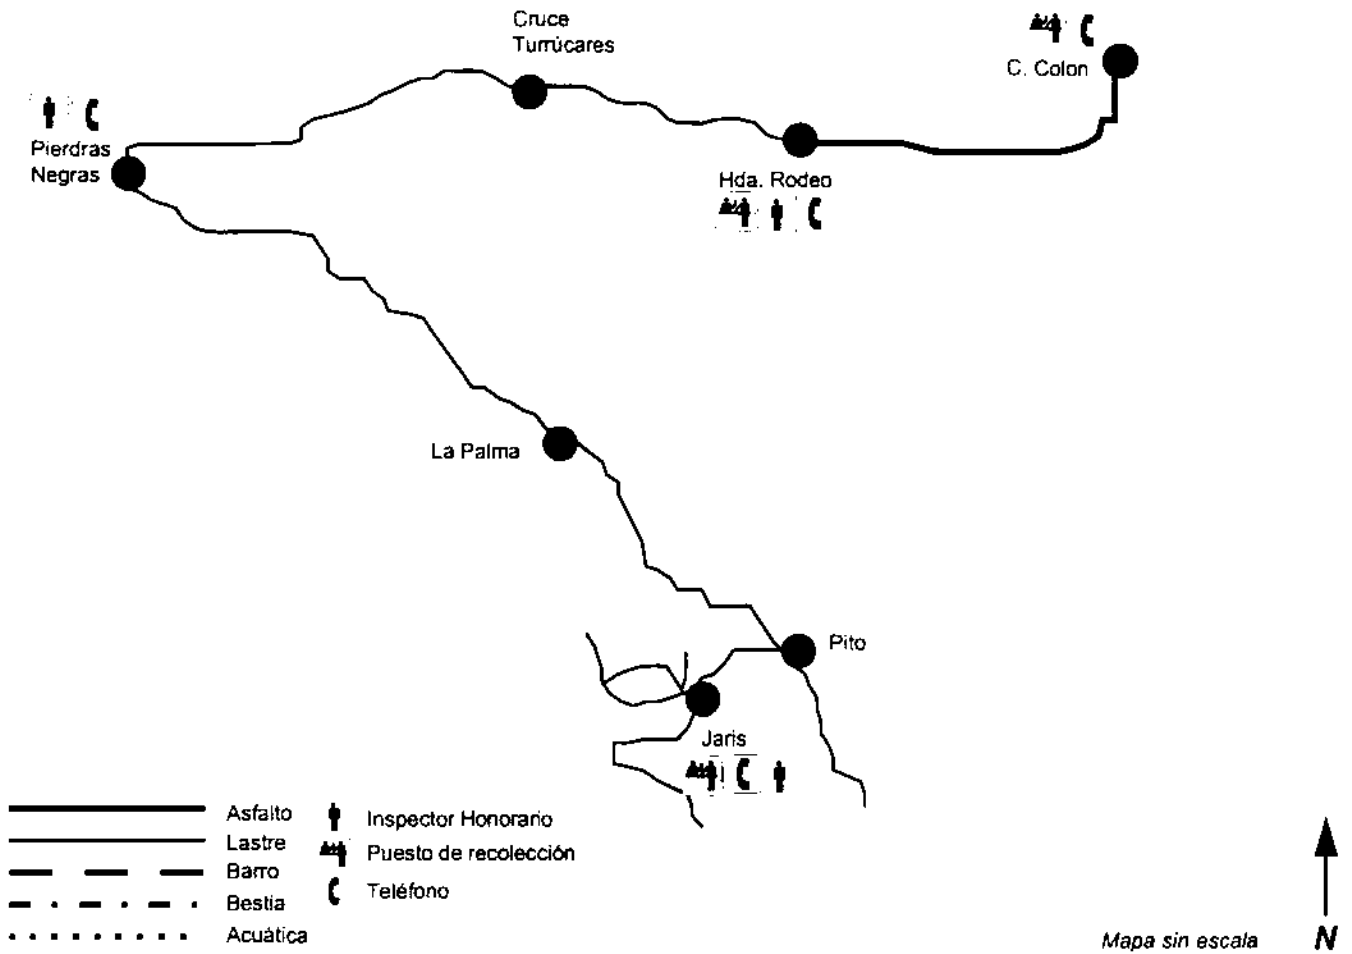 Cruce
Turrúcares
C. Colon
Pierdras
Negras
Hda. Rodeo
La Palma
Pito
Jaris
Asfalto
Lastre
Barro
Bestia
Acuática
Inspector Honorario
Puesto de recolección
Teléfono
Mapa sin escala
N